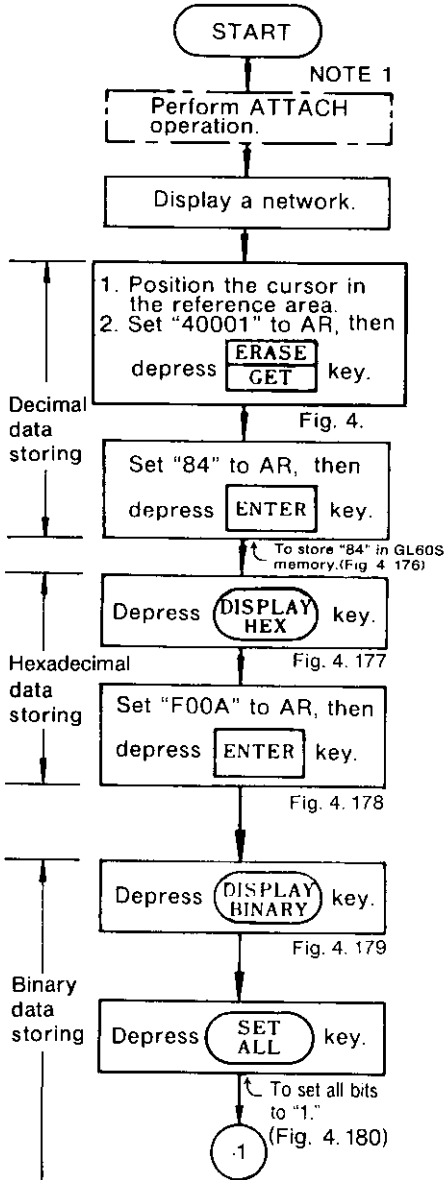 START
NOTE 1
Perform ATTACH
operation.
Display a network.
1. Position the cursor in
the reference area.
2. Set "40001" to AR, then
depress ERASE GET key.
Fig. 4.
Decimal
data
storing
Set "84" to AR, then
depress ENTER key.
To store "84" in GL60S
memory.(Fig 4 176)
Depress DISPLAY HEX key.
Fig. 4. 177
Hexadecimal
data
storing
Set "F00A" to AR, then
depress ENTER key.
Fig. 4. 178
Depress DISPLAY BINARY key.
Fig. 4. 179
Binary
data
storing
Depress SET ALL key.
To set all bits
to "1."
(Fig. 4. 180)
1